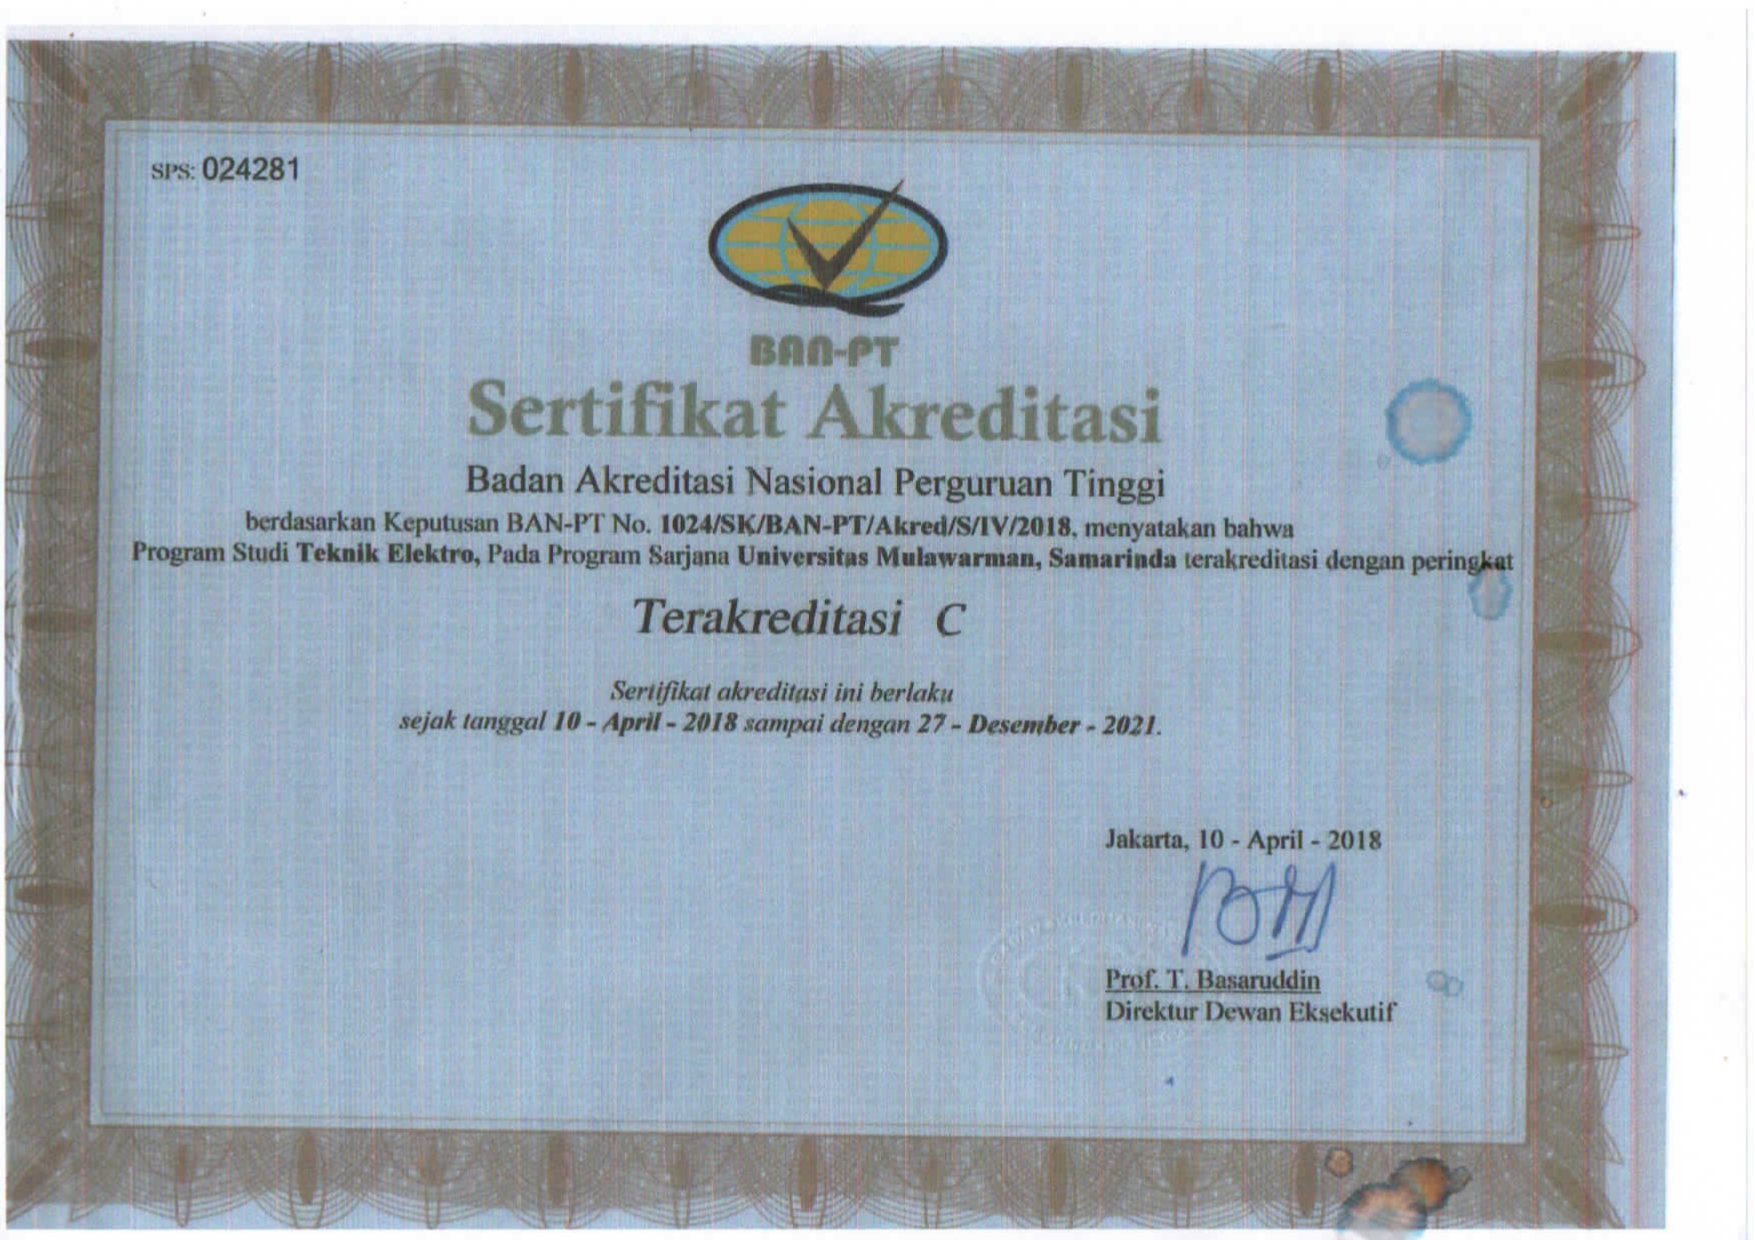 SPS: 024281
BAN-PT
Sertifikat Akreditasi
Badan Akreditasi Nasional Perguruan Tinggi
berdasarkan Keputusan BAN-PT No. 1024/SK/BAN-PT/Akred/S/IV/2018, menyatakan bahwa
Program Studi Teknik Elektro, Pada Program Sarjana Universitas Mulawarman, Samarinda terakreditasi dengan peringkat
Terakreditasi C
Sertifikat akreditasi ini berlaku
sejak tanggal 10 - April - 2018 sampai dengan 27 - Desember - 2021.
Jakarta, 10 - April - 2018
Prof. T. Basaruddin
Direktur Dewan Eksekutif